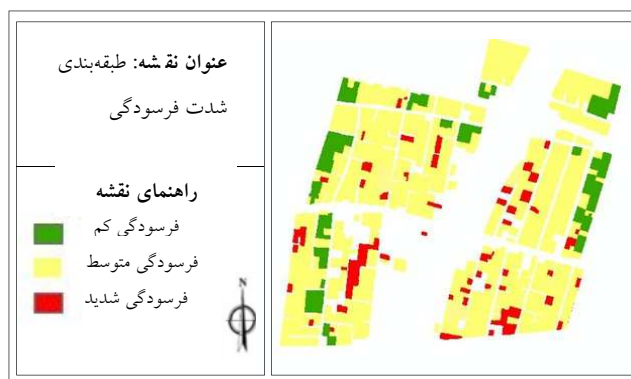 عنوان نقشه: طبقه‌بندی
شدت فرسودگی
راهنمای نقشه
فرسودگی کم
فرسودگی متوسط
فرسودگی شدید
N